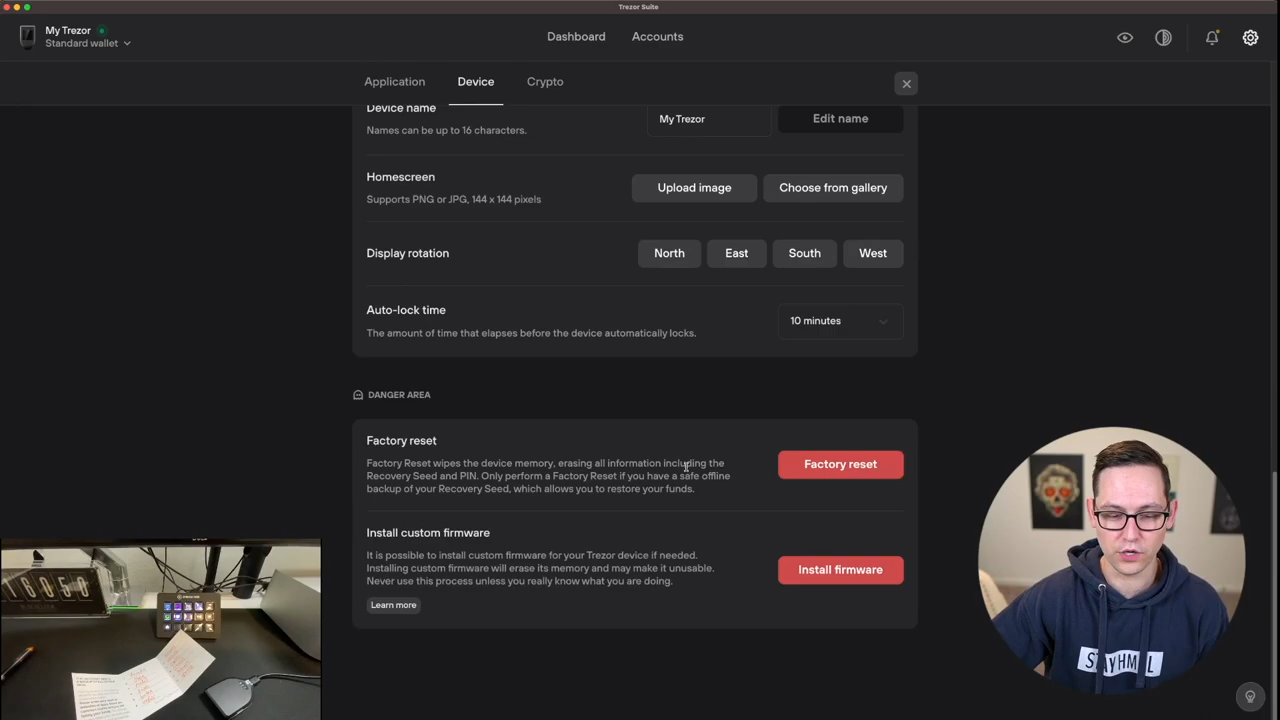 Trezor Suite
My Trezor
Standard wallet
Dashboard
Accounts
Application
Device
Crypto
Device name
Names can be up to 16 characters.
My Trezor
Edit name
Homescreen
Supports PNG or JPG, 144 x 144 pixels
Upload image
Choose from gallery
Display rotation
North
East
South
West
Auto-lock time
The amount of time that elapses before the device automatically locks.
10 minutes
DANGER AREA
Factory reset
Factory Reset wipes the device memory, erasing all information including the
Recovery Seed and PIN. Only perform a Factory Reset if you have a safe offline
backup of your Recovery Seed, which allows you to restore your funds.
Factory reset
Install custom firmware
It is possible to install custom firmware for your Trezor device if needed.
Installing custom firmware will erase its memory and may make it unusable.
Never use this process unless you really know what you are doing.
Install firmware
Learn more
16050